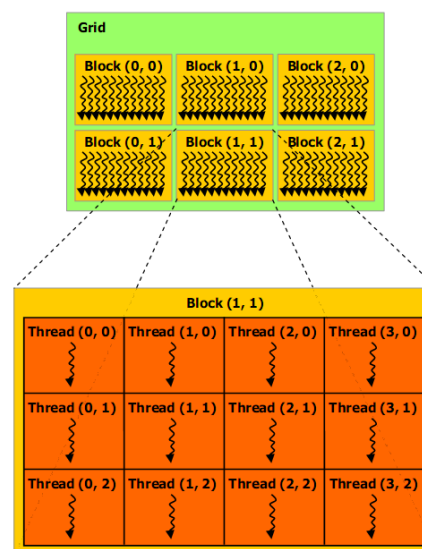 Grid
Block (0, 0) Block (1, 0) Block (2, 0)
Block (0, 1) Block (1, 1) Block (2, 1)
Block (1, 1)
Thread (0, 0) Thread (1, 0) Thread (2, 0) Thread (3, 0)
Thread (0, 1) Thread (1, 1) Thread (2, 1) Thread (3, 1)
Thread (0, 2) Thread (1, 2) Thread (2, 2) Thread (3, 2)